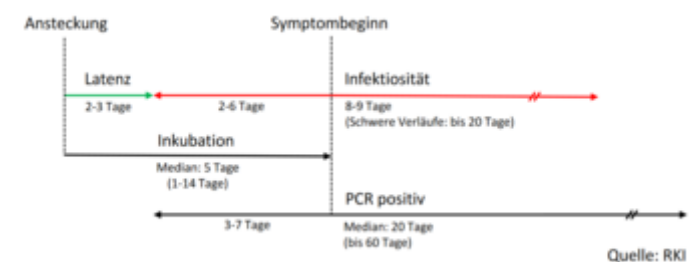 Ansteckung
Symptombeginn
Latenz
Infektiosität
2-3 Tage
2-6 Tage
8-9 Tage
(Schwere Verläufe: bis 20 Tage)
Inkubation
Median: 5 Tage
(1-14 Tage)
PCR positiv
3-7 Tage
Median: 20 Tage
(bis 60 Tage)
Quelle: RKI